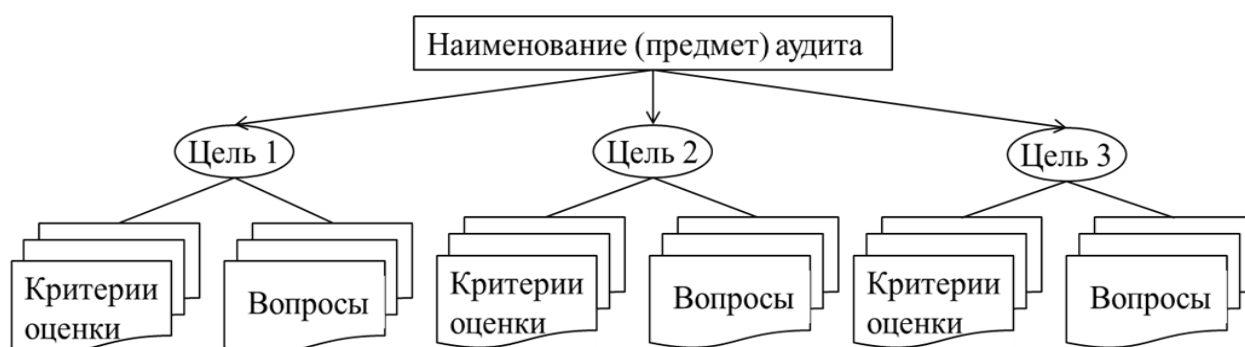 Наименование (предмет) аудита
Цель 1
Цель 2
Цель 3
Критерии
оценки
Вопросы
Критерии
оценки
Вопросы
Критерии
оценки
Вопросы